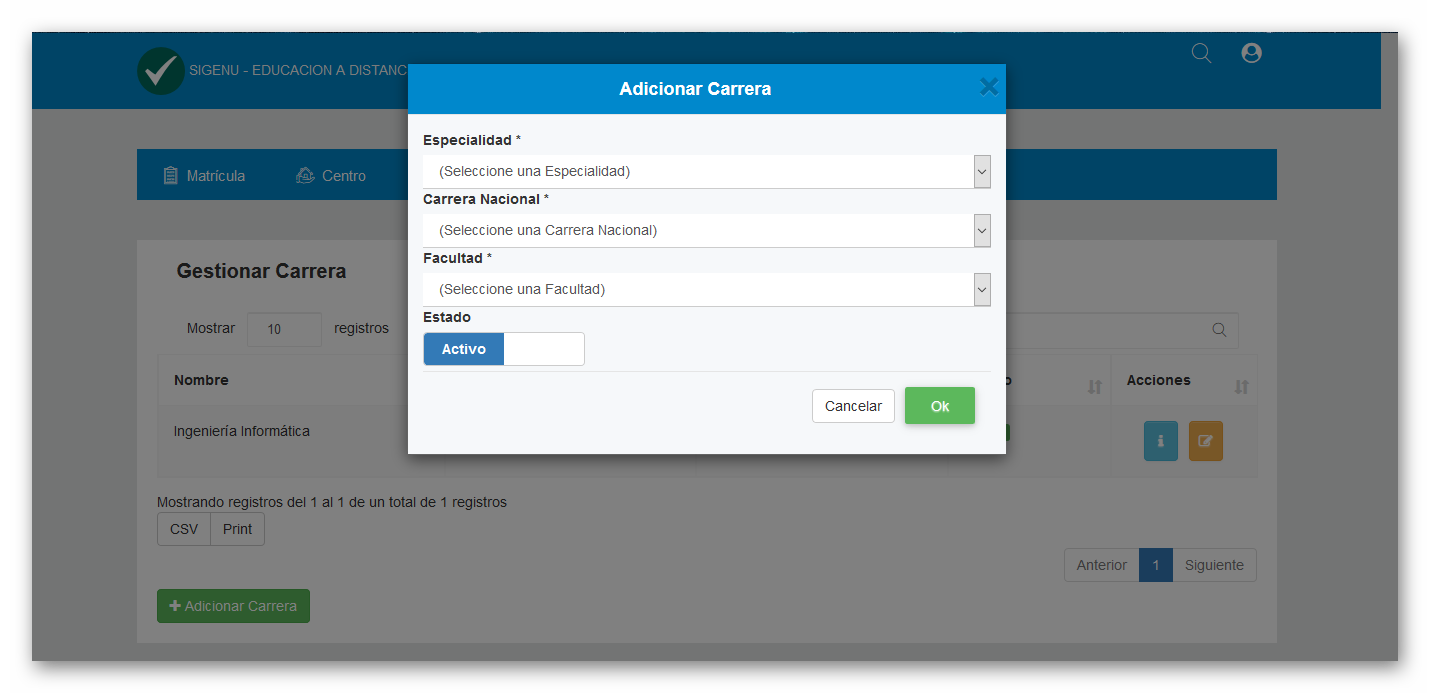 SIGENU - EDUCACION A DISTANC
Adicionar Carrera
Matrícula
Centro
Especialidad *
(Seleccione una Especialidad)
Carrera Nacional *
(Seleccione una Carrera Nacional)
Facultad *
(Seleccione una Facultad)
Estado
Activo
Cancelar
Ok
Gestionar Carrera
Mostrar 10 registros
Nombre
Acciones
Ingeniería Informática
Mostrando registros del 1 al 1 de un total de 1 registros
CSV
Print
Anterior
1
Siguiente
Adicionar Carrera